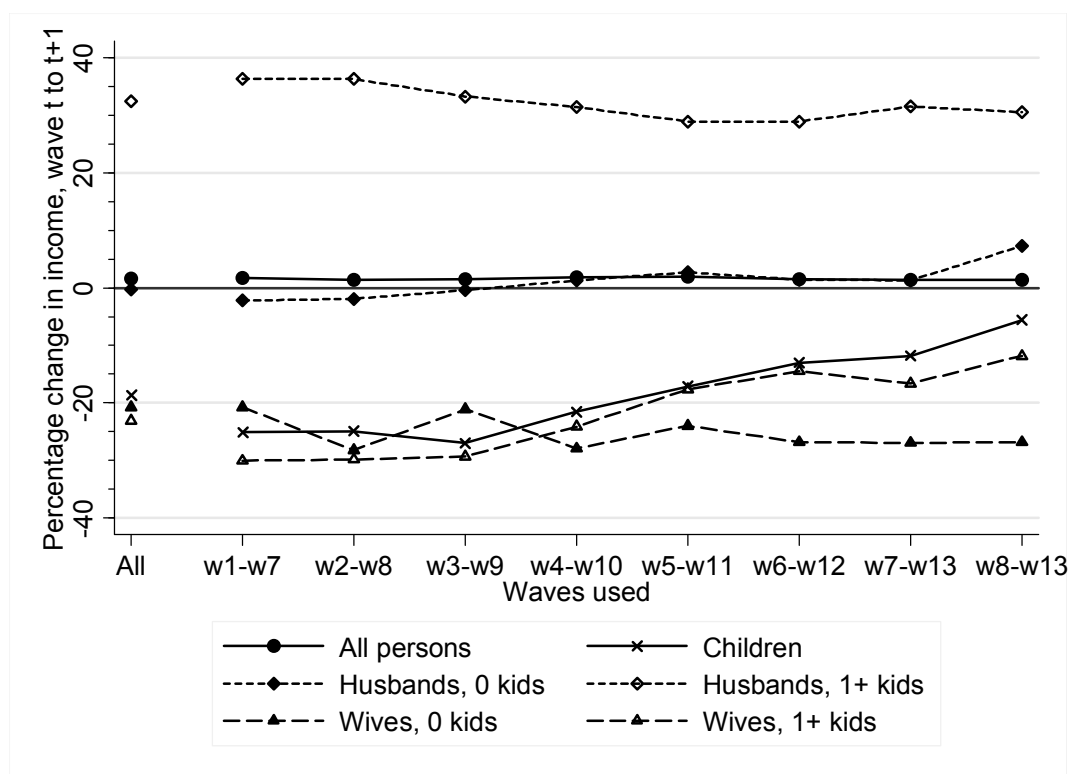 Percentage change in income, wave t to t+1
40
20
0
-20
-40
All w1-w7 w2-w8 w3-w9 w4-w10 w5-w11 w6-w12 w7-w13 w8-w13
Waves used
All persons Children
Husbands, 0 kids Husbands, 1+ kids
Wives, 0 kids Wives, 1+ kids